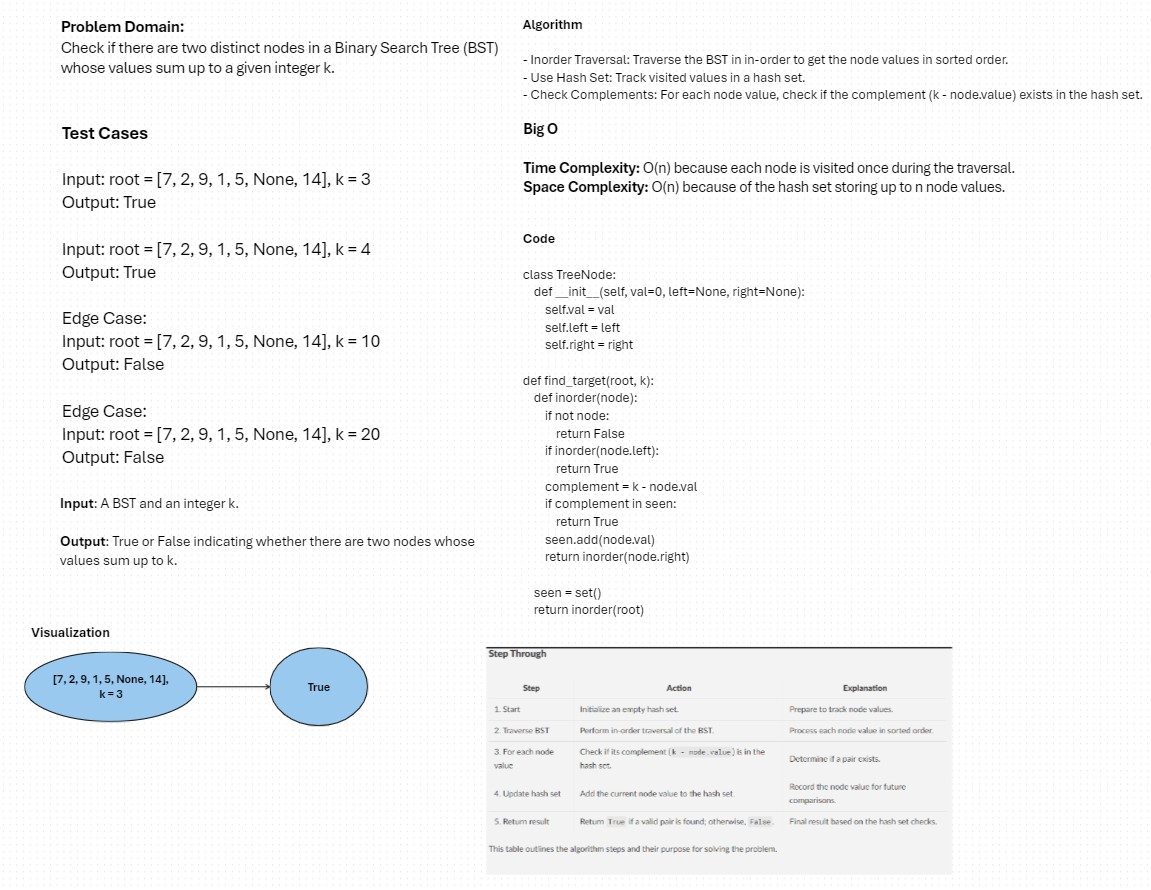 Problem Domain:
Check if there are two distinct nodes in a Binary Search Tree (BST)
whose values sum up to a given integer k.
Test Cases
Input: root = [7, 2, 9, 1, 5, None, 14], k = 3
Output: True
Input: root = [7, 2, 9, 1, 5, None, 14], k = 4
Output: True
Edge Case:
Input: root = [7, 2, 9, 1, 5, None, 14], k = 10
Output: False
Edge Case:
Input: root = [7, 2, 9, 1, 5, None, 14], k = 20
Output: False
Input: A BST and an integer k.
Output: True or False indicating whether there are two nodes whose
values sum up to k.
Visualization
[7, 2, 9, 1, 5, None, 14],
k = 3
True
Algorithm
- Inorder Traversal: Traverse the BST in in-order to get the node values in sorted order.
- Use Hash Set: Track visited values in a hash set.
- Check Complements: For each node value, check if the complement (k - node.value) exists in the hash set.
Big O
Time Complexity: O(n) because each node is visited once during the traversal.
Space Complexity: O(n) because of the hash set storing up to n node values.
Code
class TreeNode:
def __init__(self, val=0, left=None, right=None):
self.val = val
self.left = left
self.right = right
def find_target(root, k):
def inorder(node):
if not node:
return False
if inorder(node.left):
return True
complement = k - node.val
if complement in seen:
return True
seen.add(node.val)
return inorder(node.right)
seen = set()
return inorder(root)
Step Through
Step Action Explanation
1. Start Initialize an empty hash set. Prepare to track node values.
2. Traverse BST Perform in-order traversal of the BST. Process each node value in sorted order.
3. For each node
value
Check if its complement (k - node.value) is in the
hash set.
Determine if a pair exists.
4. Update hash set Add the current node value to the hash set.
Record the node value for future
comparisons.
5. Return result Return True if a valid pair is found; otherwise, False. Final result based on the hash set checks.
This table outlines the algorithm steps and their purpose for solving the problem.